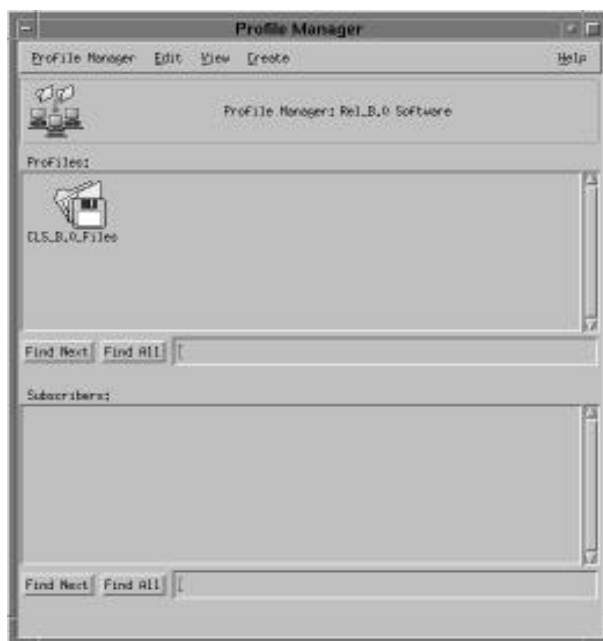 Profile Manager
Profile Manager Edit View Create Help
Profile Manager: Rel_B.0 Software
Profiles:
CLS_B.0_Files
Find Next Find All
Subscribers:
Find Next Find All